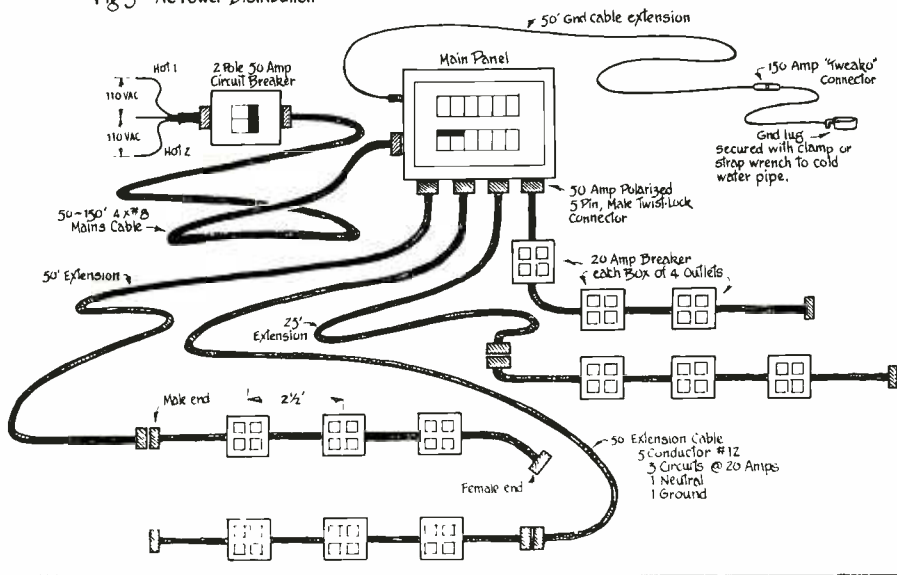 Fig 3 AC Power Distribution
50' Gnd cable extension
HOT 1
2 Pole 50 Amp
Circuit Breaker
Main Panel
150 Amp "Tweako"
Connector
110 VAC
110 VAC
HOT 2
Gnd lug
secured with clamp or
strap wrench to cold
water pipe.
50-150' 4 x #8
Mains Cable
50 Amp Polarized
5 Pin, Male Twist-Lock
Connector
50' Extension
20 Amp Breaker
each Box of 4 Outlets
25'
Extension
Male end
2½'
Female end
50 Extension Cable
5 Conductor #12
3 Circuits @ 20 Amps
1 Neutral
1 Ground